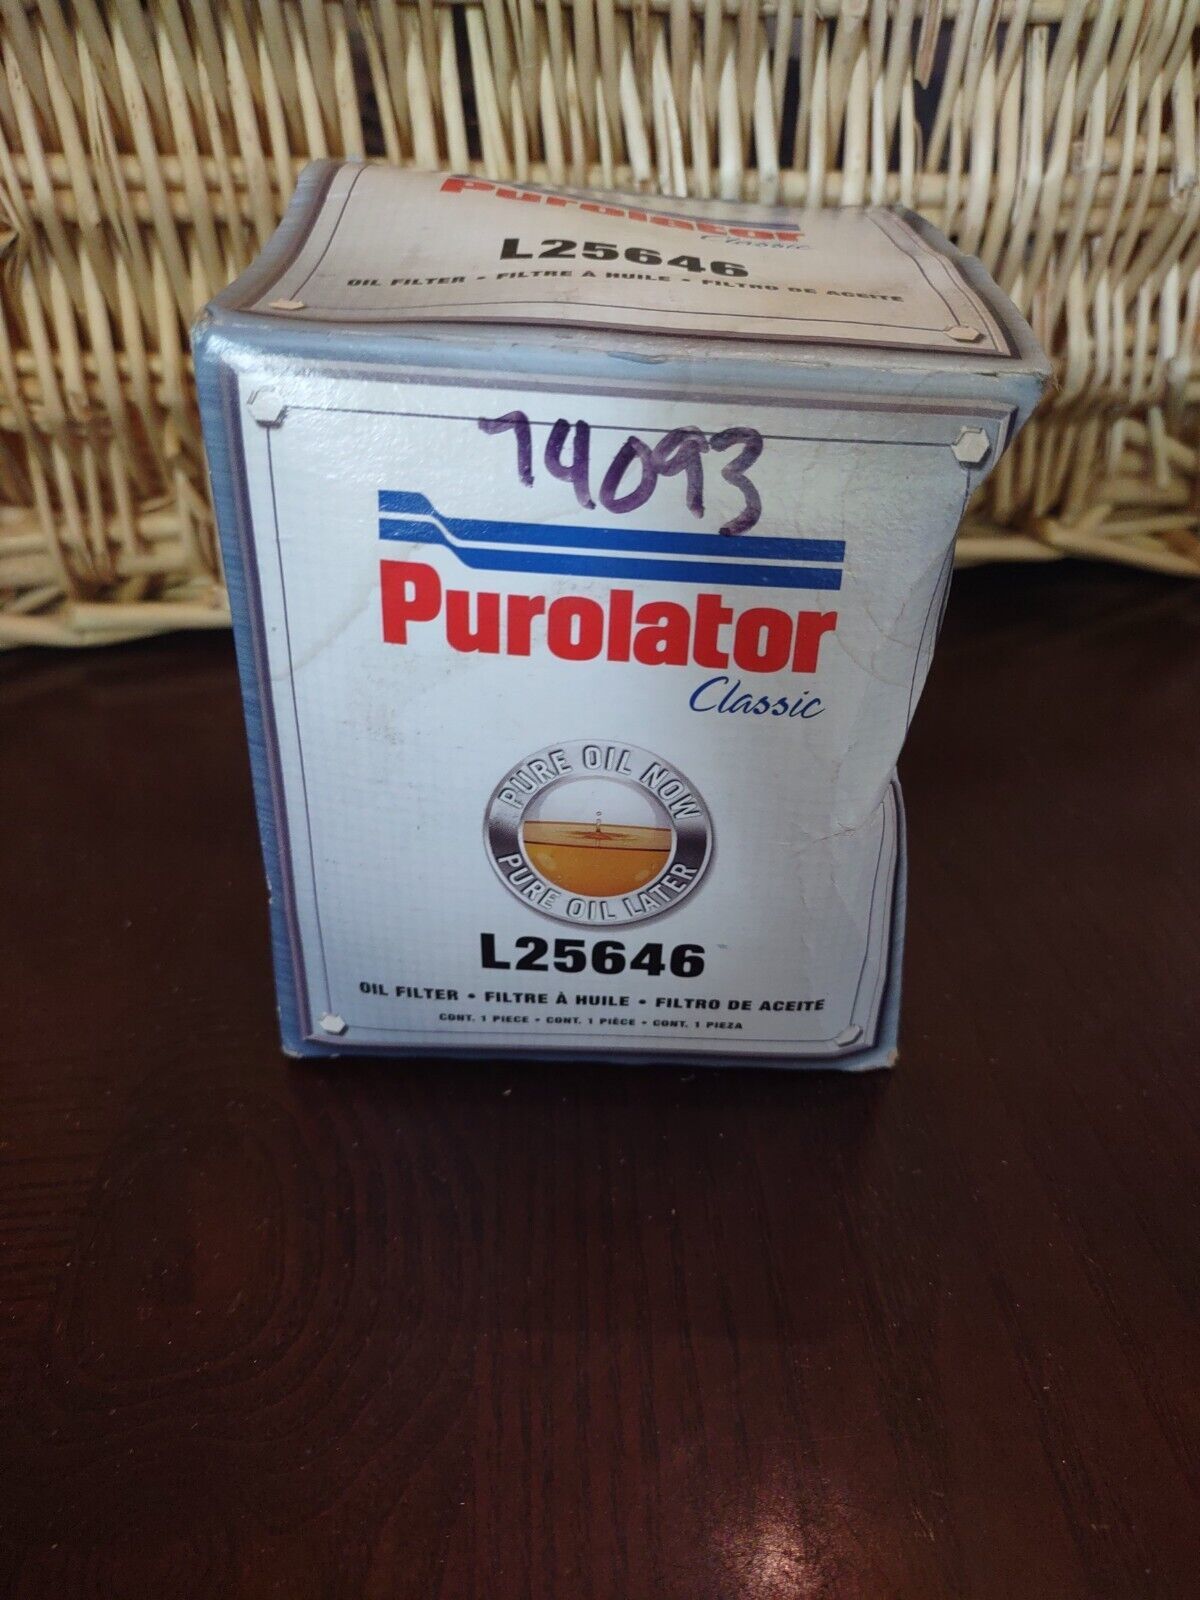 Purolator
Classic
L25646
OIL FILTER • FILTRE À HUILE • FILTRO DE ACEITE
74093
Purolator
Classic
PURE OIL NOW
PURE OIL LATER
L25646
OIL FILTER • FILTRE À HUILE • FILTRO DE ACEITE
CONT. 1 PIECE • CONT. 1 PIÈCE • CONT. 1 PIEZA